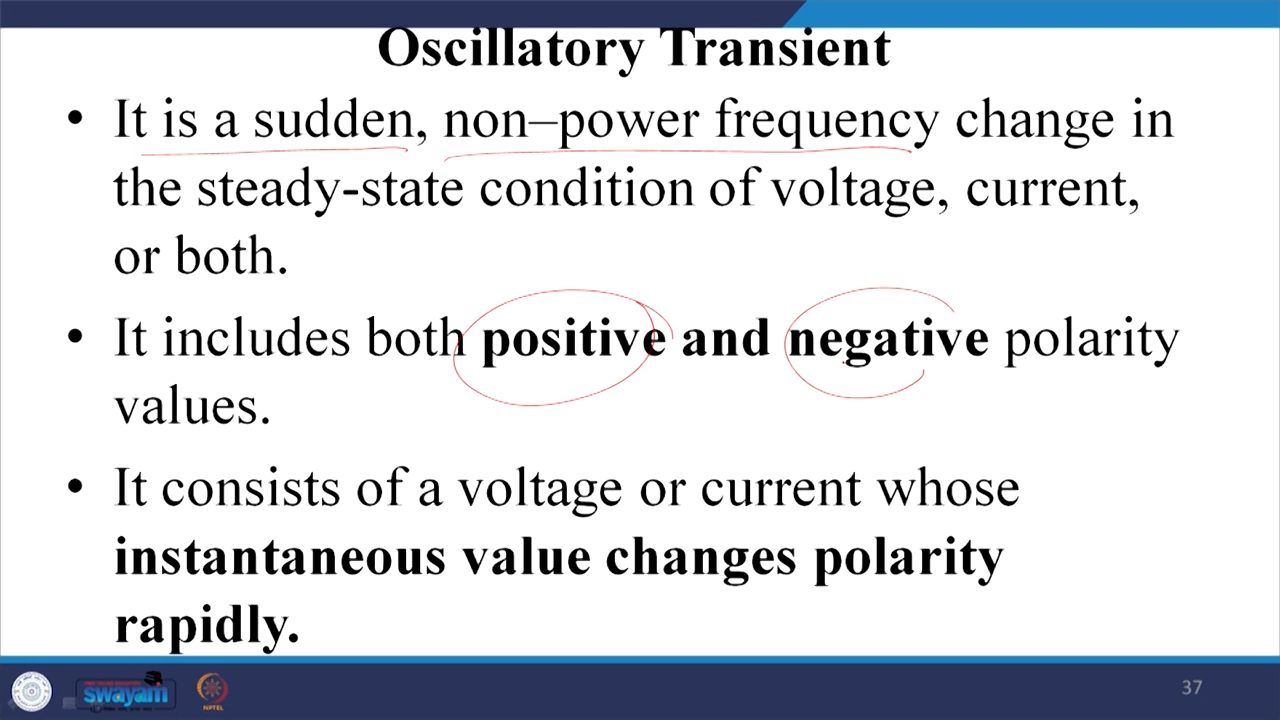 Oscillatory Transient
• It is a sudden, non–power frequency change in
the steady-state condition of voltage, current,
or both.
• It includes both positive and negative polarity
values.
• It consists of a voltage or current whose
instantaneous value changes polarity
rapidly.
swayam
NPTEL
37